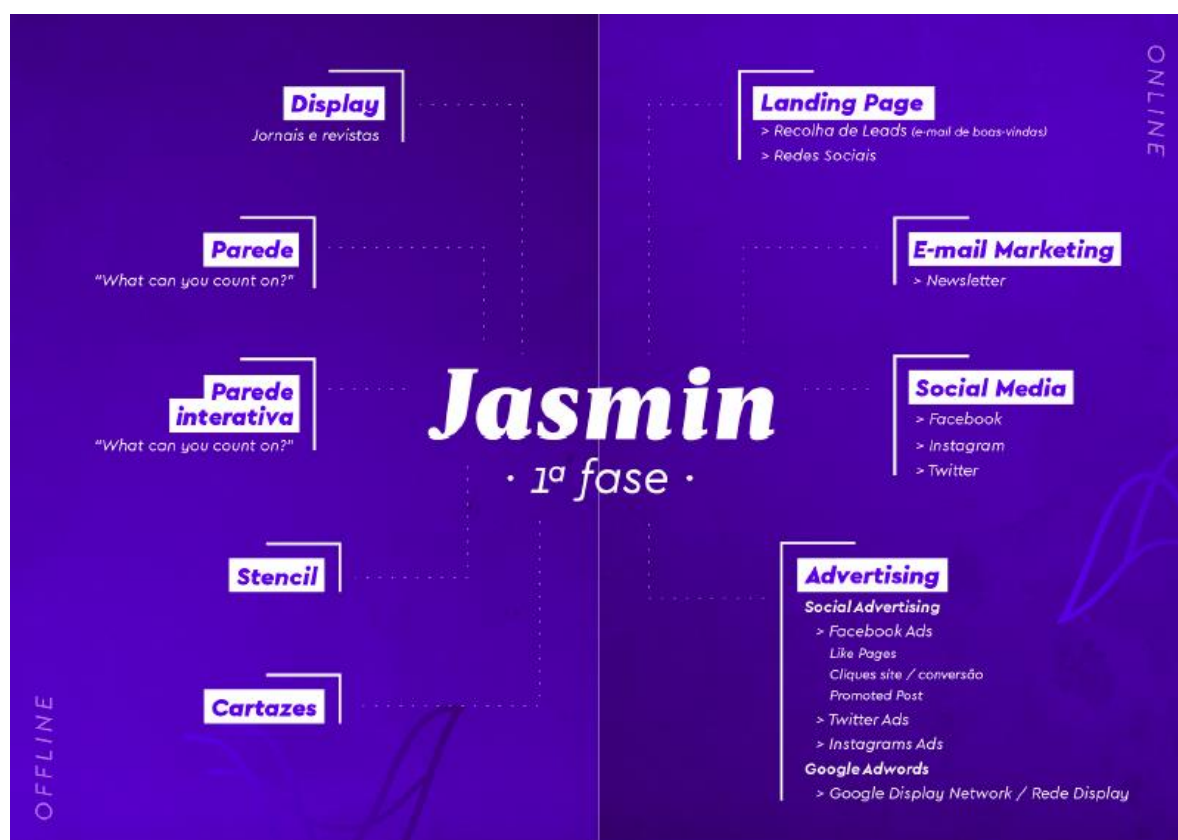 OFFLINE
Display
Jornais e revistas
Parede
"What can you count on?"
Parede
interativa
"What can you count on?"
Stencil
Cartazes
Jasmin
· 1ª fase ·
ONLINE
Landing Page
> Recolha de Leads (e-mail de boas-vindas)
> Redes Sociais
E-mail Marketing
> Newsletter
Social Media
> Facebook
> Instagram
> Twitter
Advertising
Social Advertising
> Facebook Ads
Like Pages
Cliques site / conversão
Promoted Post
> Twitter Ads
> Instagrams Ads
Google Adwords
> Google Display Network / Rede Display